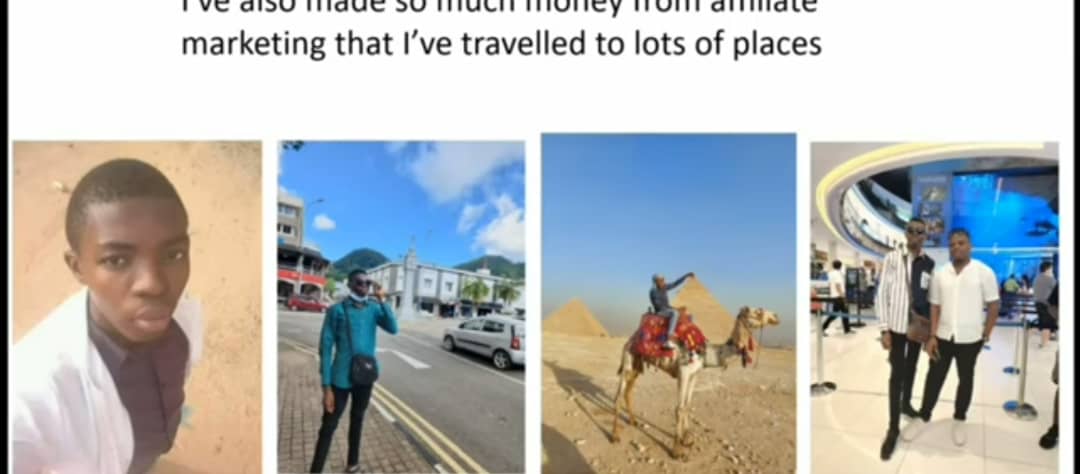 I've also made so much money from affiliate
marketing that I've travelled to lots of places